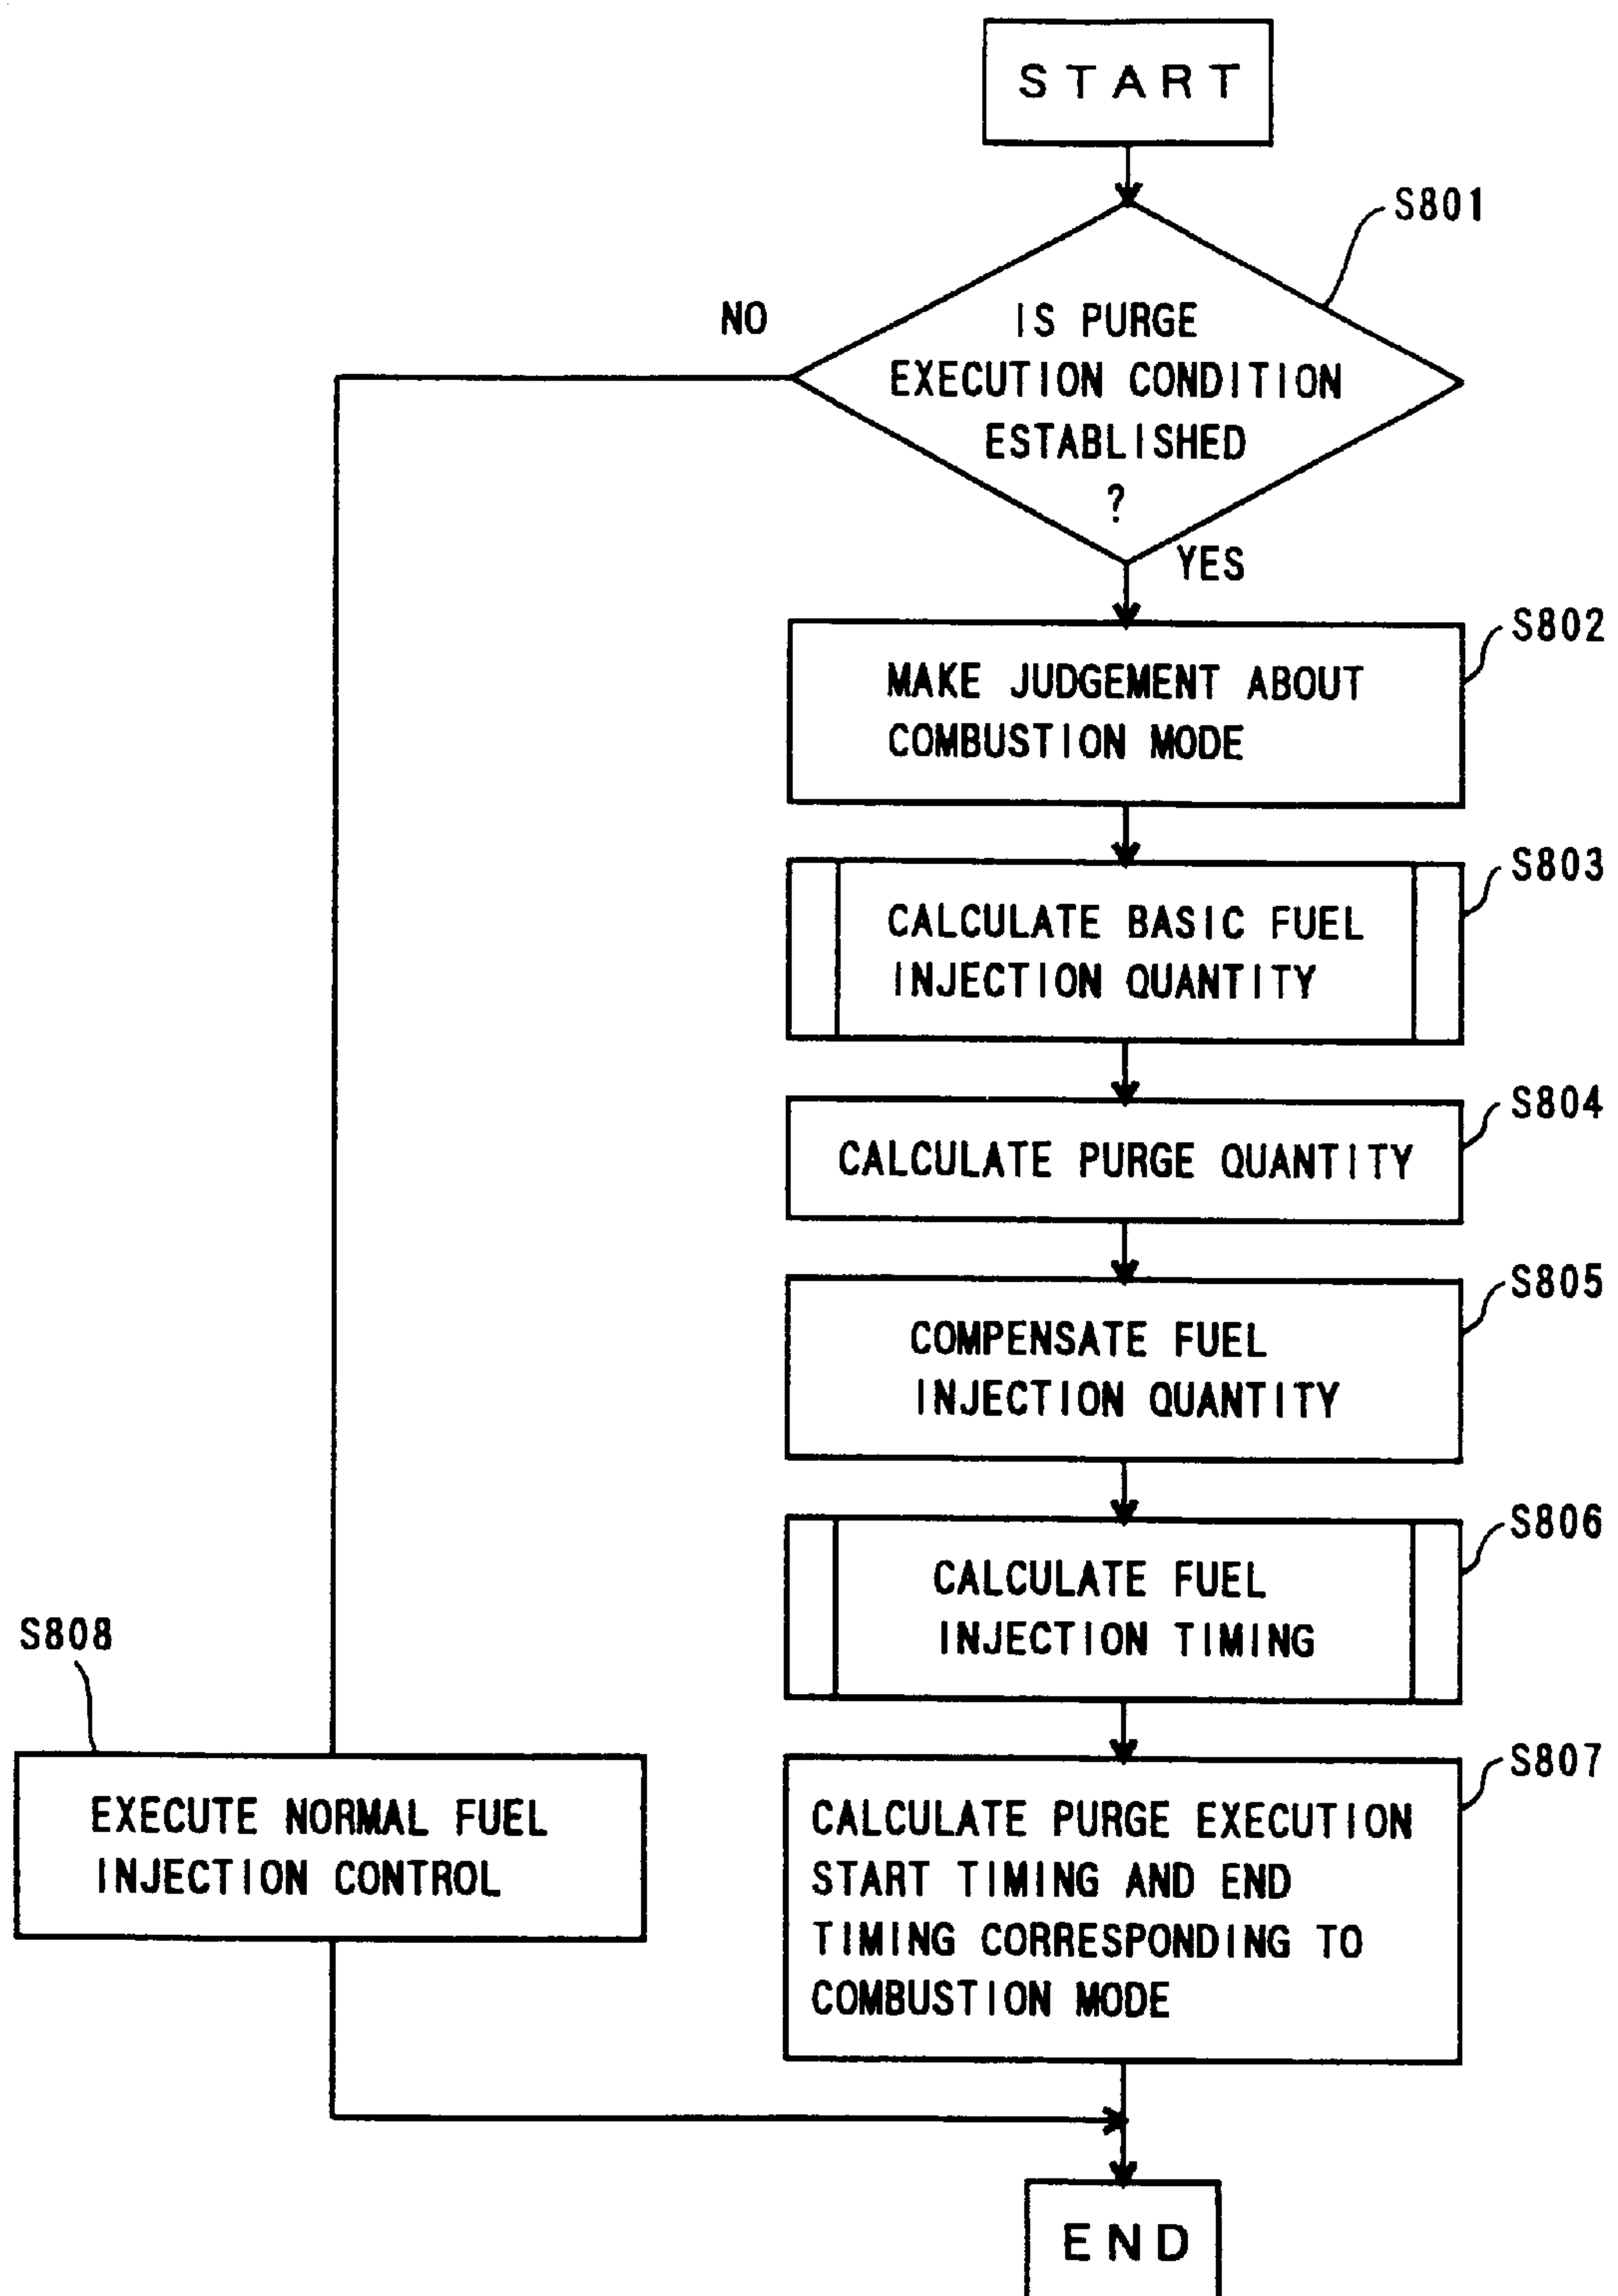 START
S801
NO
IS PURGE
EXECUTION CONDITION
ESTABLISHED
?
YES
S802
MAKE JUDGEMENT ABOUT
COMBUSTION MODE
S803
CALCULATE BASIC FUEL
INJECTION QUANTITY
S804
CALCULATE PURGE QUANTITY
S805
COMPENSATE FUEL
INJECTION QUANTITY
S806
CALCULATE FUEL
INJECTION TIMING
S808
EXECUTE NORMAL FUEL
INJECTION CONTROL
S807
CALCULATE PURGE EXECUTION
START TIMING AND END
TIMING CORRESPONDING TO
COMBUSTION MODE
END